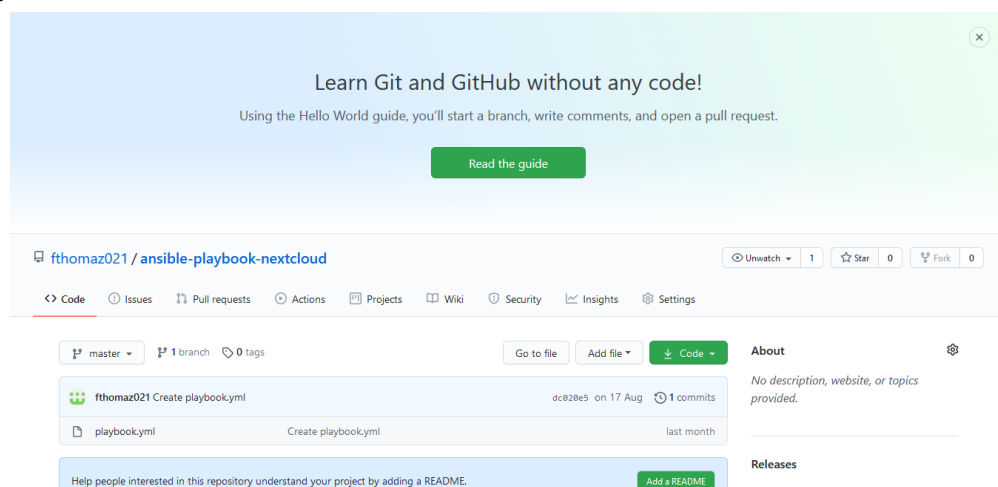 Learn Git and GitHub without any code!
Using the Hello World guide, you'll start a branch, write comments, and open a pull request.
Read the guide
fthomaz021 / ansible-playbook-nextcloud
Unwatch 1 Star 0 Fork 0
Code Issues Pull requests Actions Projects Wiki Security Insights Settings
master 1 branch 0 tags Go to file Add file Code
About
No description, website, or topics
provided.
fthomaz021 Create playbook.yml dc020e5 on 17 Aug 1 commits
playbook.yml Create playbook.yml last month
Releases
Help people interested in this repository understand your project by adding a README. Add a README